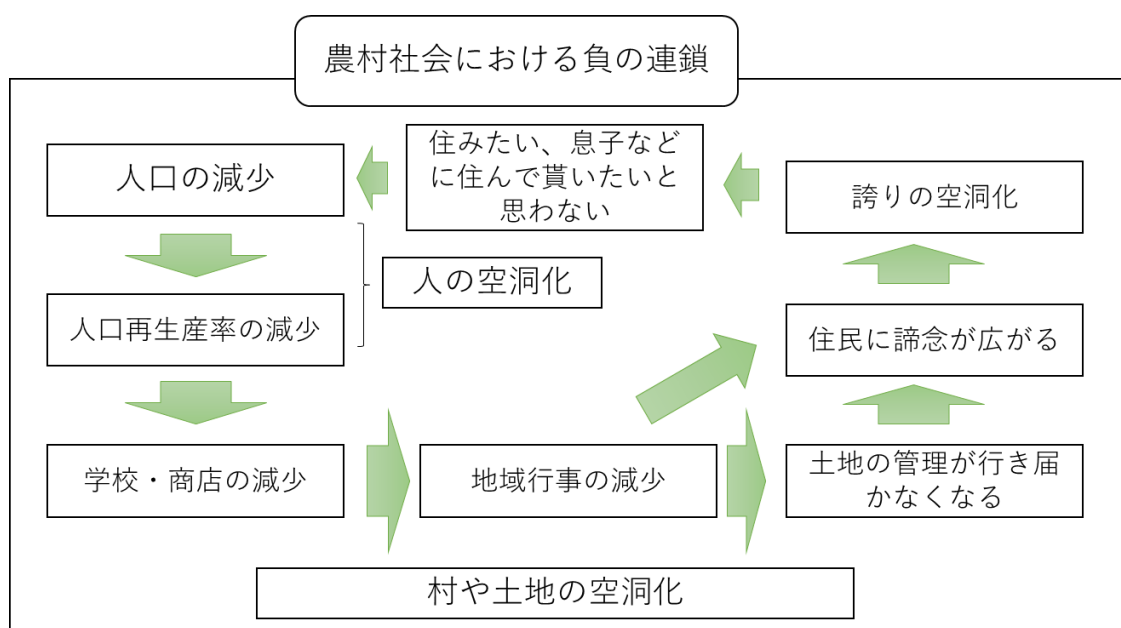 農村社会における負の連鎖
人口の減少
住みたい、息子など
に住んで貰いたいと
思わない
誇りの空洞化
人の空洞化
人口再生産率の減少
住民に諦念が広がる
学校・商店の減少
地域行事の減少
土地の管理が行き届
かなくなる
村や土地の空洞化